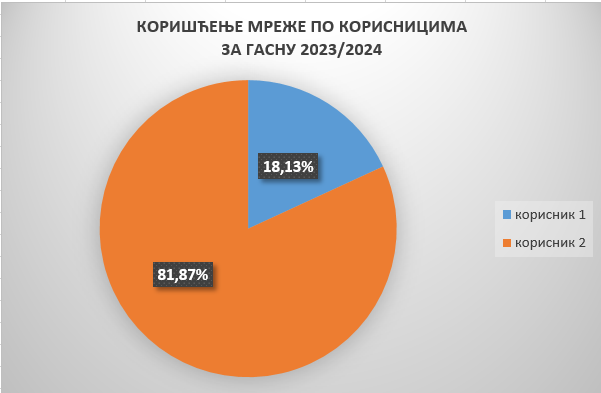 КОРИШЋЕЊЕ МРЕЖЕ ПО КОРИСНИЦИМА
ЗА ГАСНУ 2023/2024
18,13%
81,87%
корисник 1
корисник 2